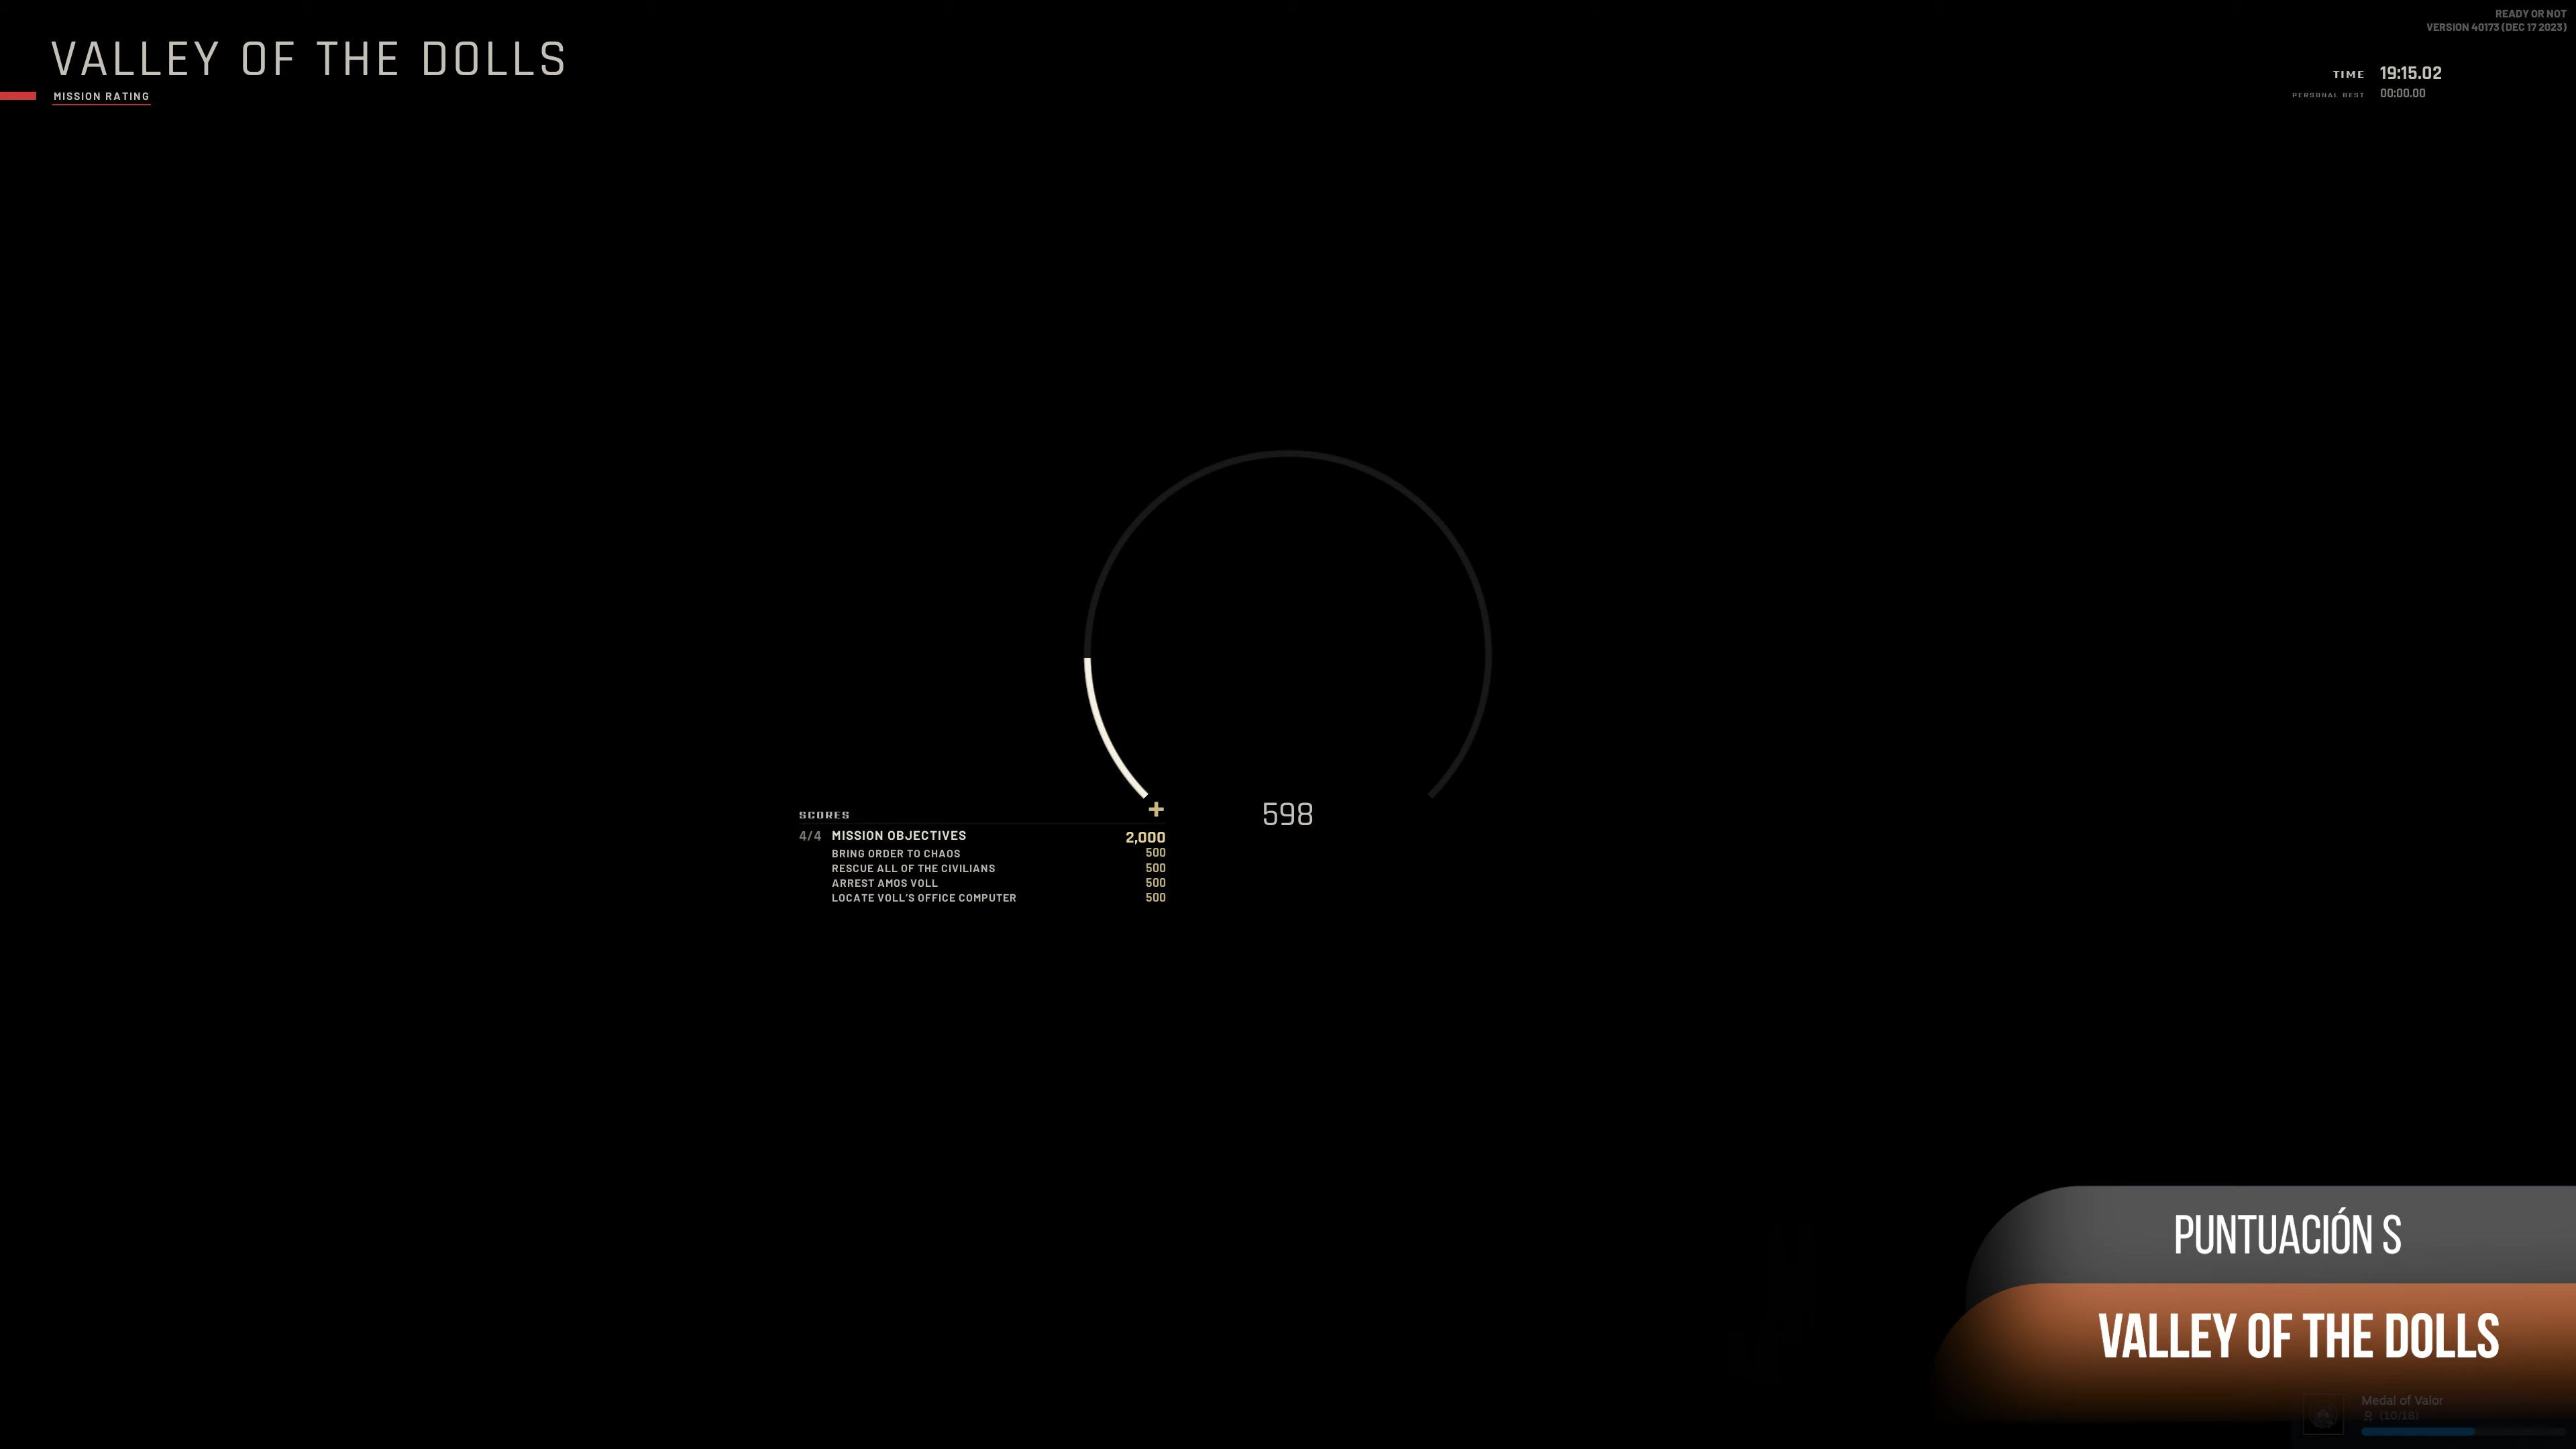 READY OR NOT
VERSION 40173 (DEC 17 2023)
VALLEY OF THE DOLLS
MISSION RATING
TIME 19:15.02
PERSONAL BEST 00:00.00
598
SCORES +
4/4 MISSION OBJECTIVES 2,000
BRING ORDER TO CHAOS 500
RESCUE ALL OF THE CIVILIANS 500
ARREST AMOS VOLL 500
LOCATE VOLL'S OFFICE COMPUTER 500
PUNTUACIÓN S
VALLEY OF THE DOLLS
Medal of Valor
(10/18)